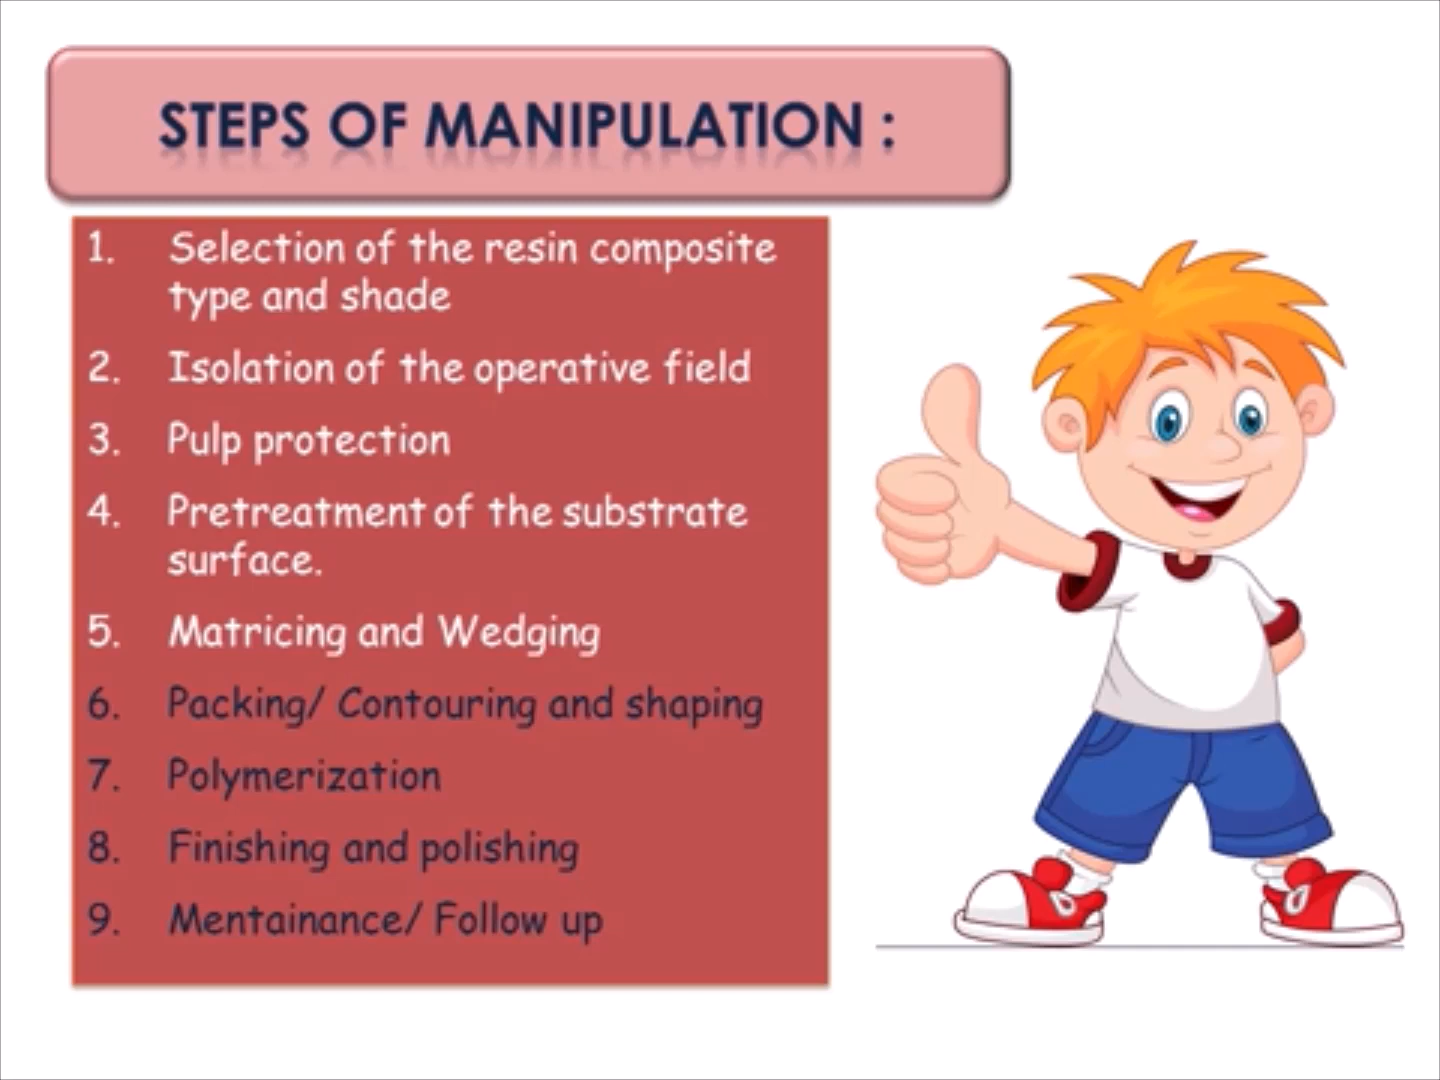 STEPS OF MANIPULATION :
1. Selection of the resin composite
type and shade
2. Isolation of the operative field
3. Pulp protection
4. Pretreatment of the substrate
surface.
5. Matricing and Wedging
6. Packing/ Contouring and shaping
7. Polymerization
8. Finishing and polishing
9. Mentainance/ Follow up